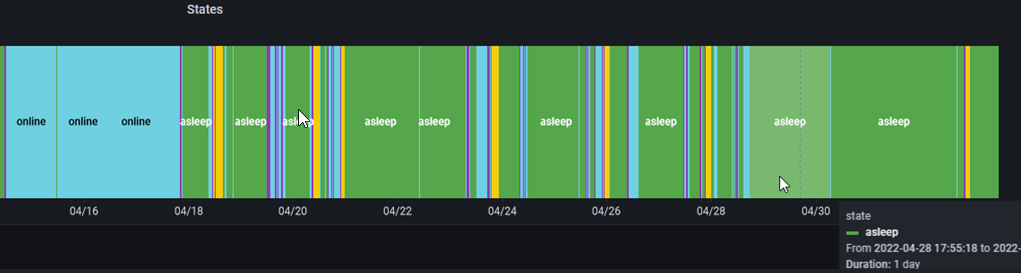 States
online online online asleep asleep asleep asleep asleep asleep asleep asleep asleep
04/16 04/18 04/20 04/22 04/24 04/26 04/28 04/30
state
asleep
From 2022-04-28 17:55:18 to 2022-
Duration: 1 day